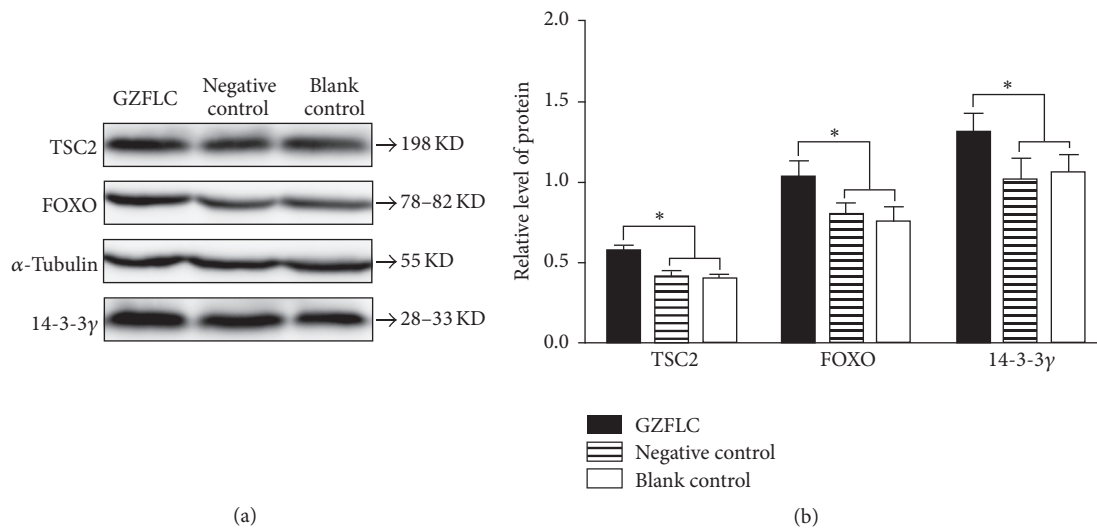 GZFLC
Negative control
Blank control
TSC2
→198 KD
FOXO
→78–82 KD
α-Tubulin
→55 KD
14-3-3γ
→28–33 KD
(a)
Relative level of protein
2.0
1.5
1.0
0.5
0.0
*
*
*
TSC2
FOXO
14-3-3γ
GZFLC
Negative control
Blank control
(b)